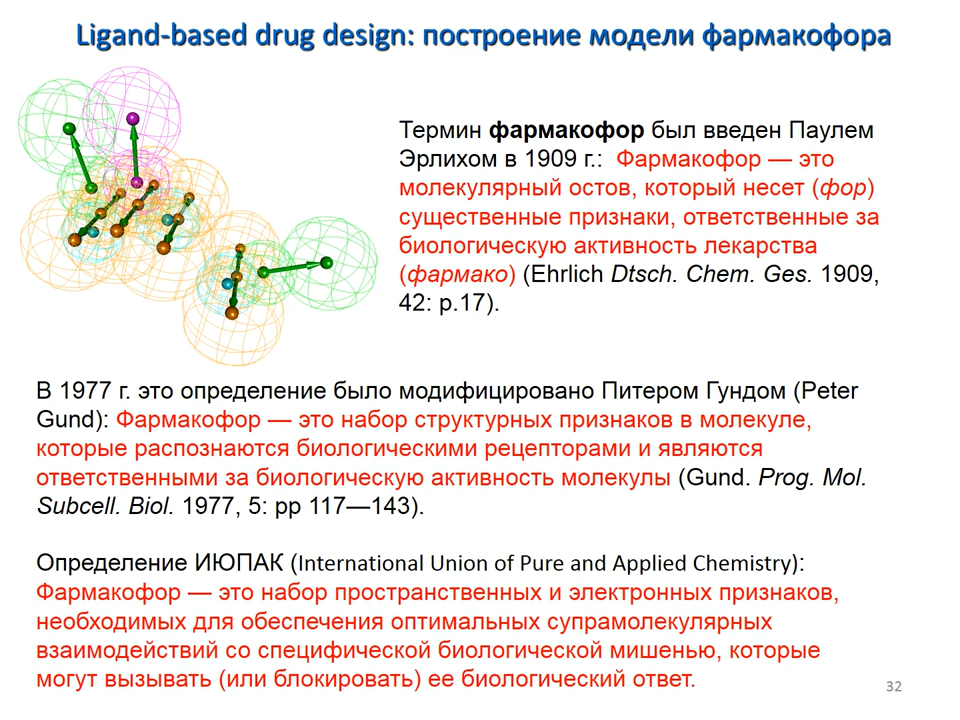 Ligand-based drug design: построение модели фармакофора
Термин фармакофор был введен Паулем
Эрлихом в 1909 г.: Фармакофор — это
молекулярный остов, который несет (фор)
существенные признаки, ответственные за
биологическую активность лекарства
(фармако) (Ehrlich Dtsch. Chem. Ges. 1909,
42: p.17).
В 1977 г. это определение было модифицировано Питером Гундом (Peter
Gund): Фармакофор — это набор структурных признаков в молекуле,
которые распознаются биологическими рецепторами и являются
ответственными за биологическую активность молекулы (Gund. Prog. Mol.
Subcell. Biol. 1977, 5: pp 117—143).
Определение ИЮПАК (International Union of Pure and Applied Chemistry):
Фармакофор — это набор пространственных и электронных признаков,
необходимых для обеспечения оптимальных супрамолекулярных
взаимодействий со специфической биологической мишенью, которые
могут вызывать (или блокировать) ее биологический ответ.
32